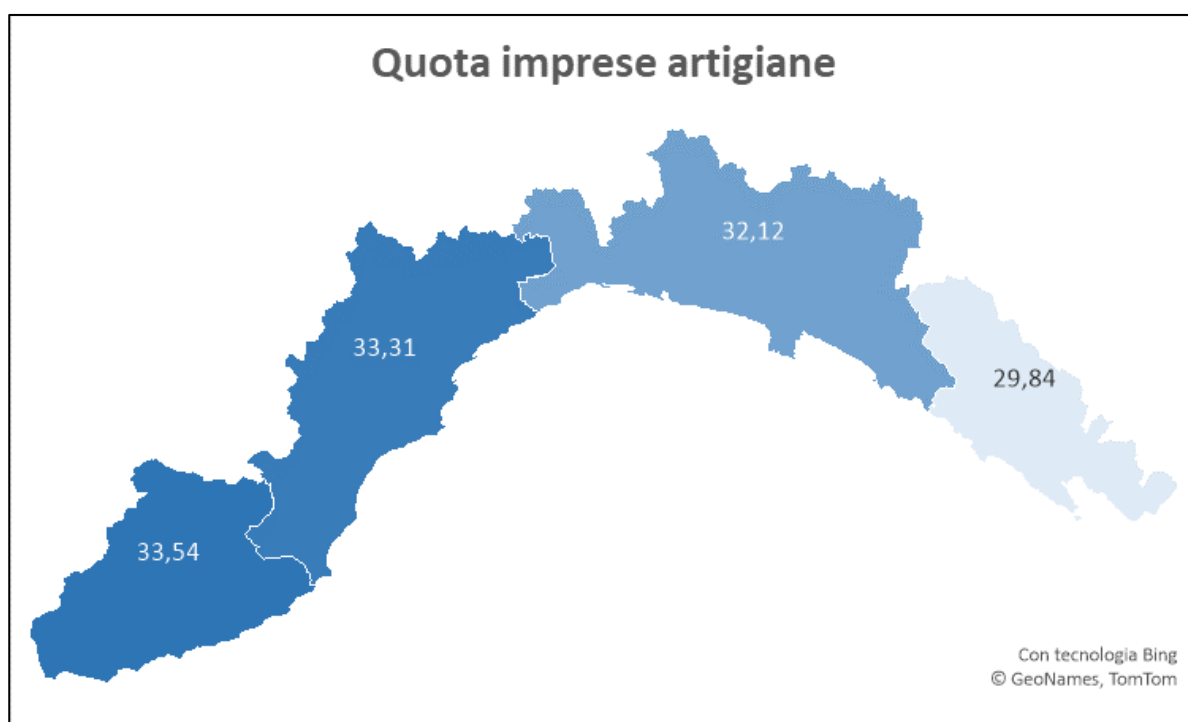 Quota imprese artigiane
32,12
33,31
29,84
33,54
Con tecnologia Bing
© GeoNames, TomTom